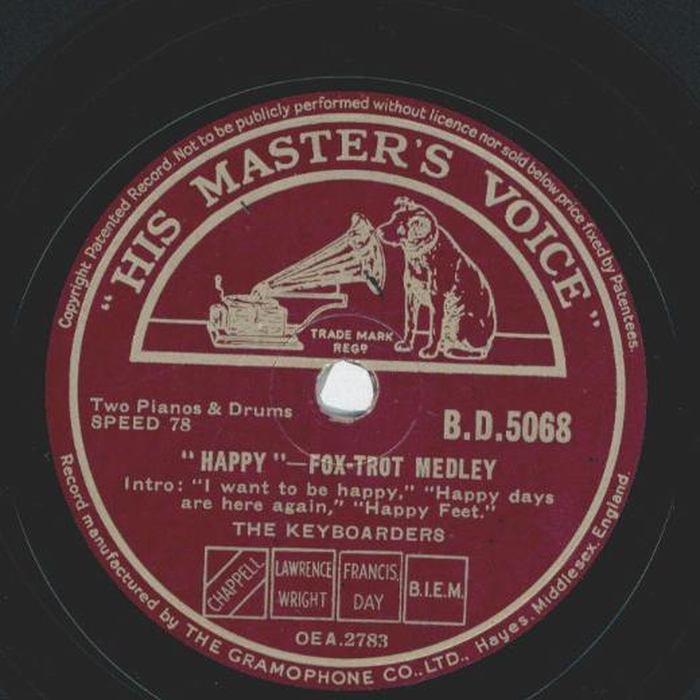 Copyright Patented Record. Not to be publicly performed without licence nor sold below price fixed by Patentees.
"HIS MASTER'S VOICE"
TRADE MARK
REGD
Two Pianos & Drums
SPEED 78
B.D.5068
"HAPPY"—FOX-TROT MEDLEY
Intro: "I want to be happy," "Happy days
are here again," "Happy Feet."
THE KEYBOARDERS
CHAPPELL
LAWRENCE
WRIGHT
FRANCIS,
DAY
B.I.E.M.
OEA.2783
Record manufactured by THE GRAMOPHONE CO., LTD., Hayes, Middlesex, England.